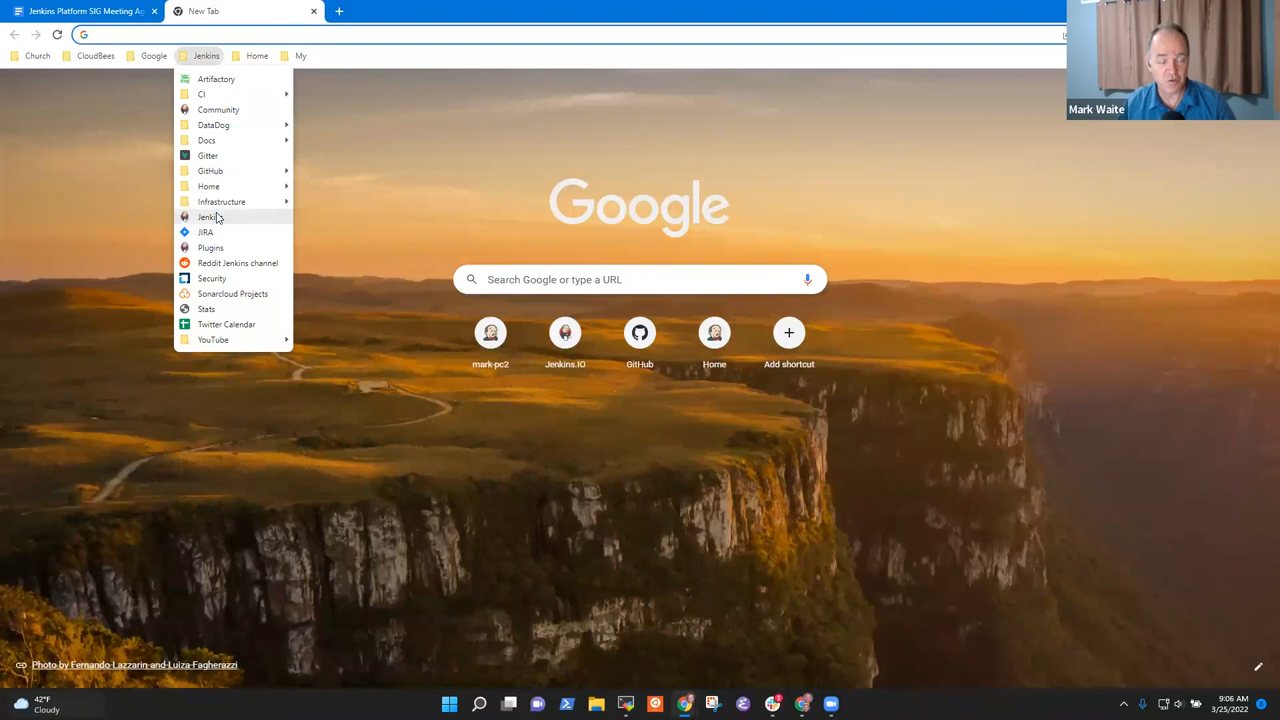 Jenkins Platform SIG Meeting Ag
New Tab
Church
CloudBees
Google
Jenkins
Home
My
Artifactory
CI
Community
DataDog
Docs
Gitter
GitHub
Home
Infrastructure
JIRA
Plugins
Reddit Jenkins channel
Security
Sonarcloud Projects
Stats
Twitter Calendar
YouTube
Mark Waite
Google
Search Google or type a URL
mark-pc2
Jenkins.IO
GitHub
Home
Add shortcut
Photo by Fernando Lazzarin and Luiza Fagherazzi
42°F
Cloudy
9:06 AM
3/25/2022